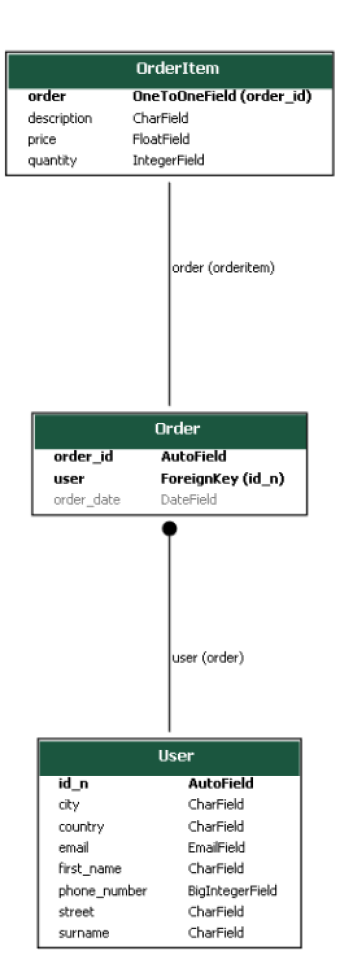 OrderItem
order OneToOneField (order_id)
description CharField
price FloatField
quantity IntegerField
order (orderitem)
Order
order_id AutoField
user ForeignKey (id_n)
order_date DateField
user (order)
User
id_n AutoField
city CharField
country CharField
email EmailField
first_name CharField
phone_number BigIntegerField
street CharField
surname CharField